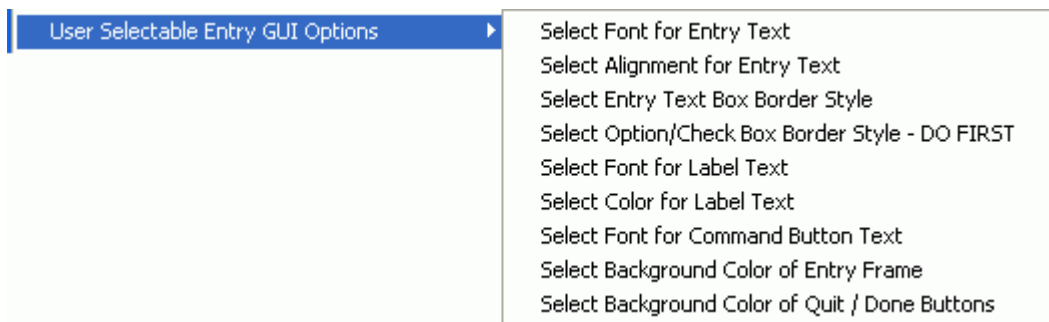 User Selectable Entry GUI Options
Select Font for Entry Text
Select Alignment for Entry Text
Select Entry Text Box Border Style
Select Option/Check Box Border Style - DO FIRST
Select Font for Label Text
Select Color for Label Text
Select Font for Command Button Text
Select Background Color of Entry Frame
Select Background Color of Quit / Done Buttons